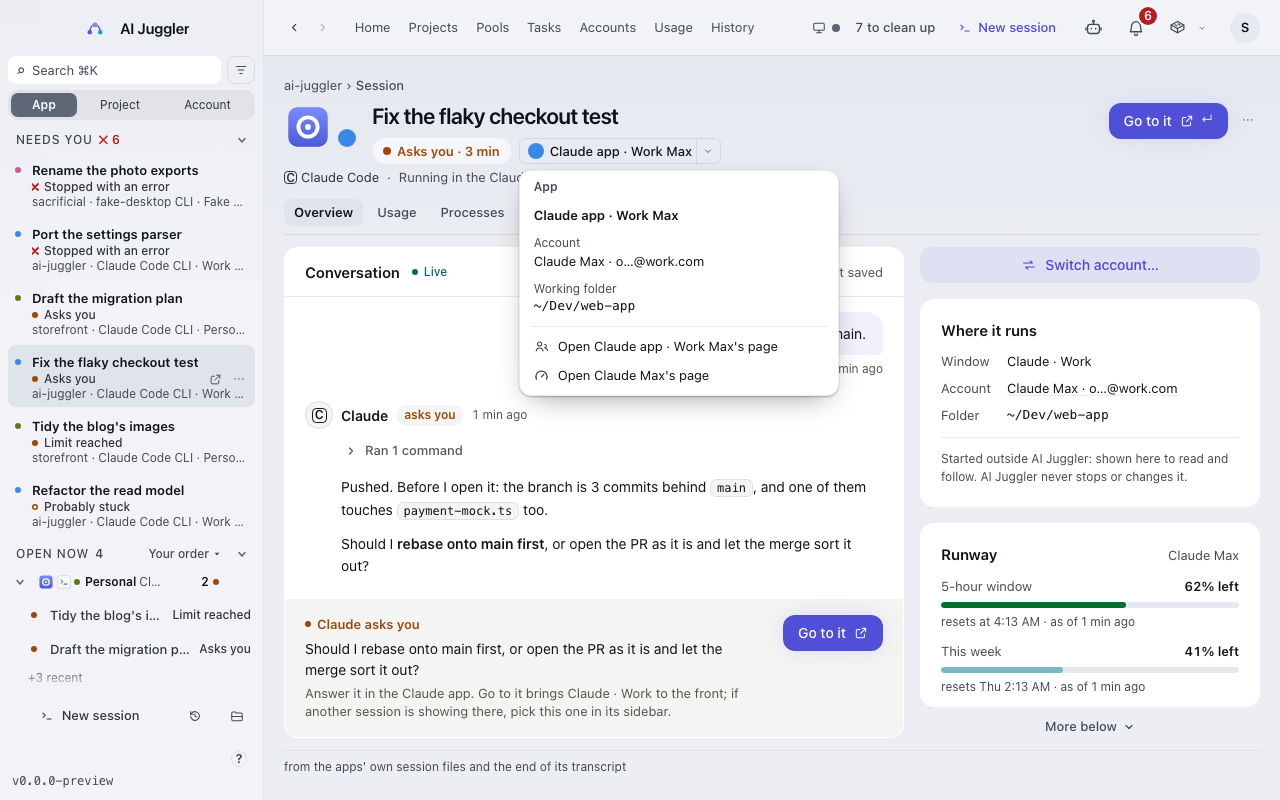 AI Juggler
Search ⌘K
App
Project
Account
NEEDS YOU 6
Rename the photo exports
Stopped with an error
sacrificial · fake-desktop CLI · Fake ...
Port the settings parser
Stopped with an error
ai-juggler · Claude Code CLI · Work ...
Draft the migration plan
Asks you
storefront · Claude Code CLI · Perso...
Fix the flaky checkout test
Asks you
ai-juggler · Claude Code CLI · Work ...
Tidy the blog's images
Limit reached
storefront · Claude Code CLI · Perso...
Refactor the read model
Probably stuck
ai-juggler · Claude Code CLI · Work ...
OPEN NOW 4
Your order
Personal Cl... 2
Tidy the blog's i... Limit reached
Draft the migration p... Asks you
+3 recent
New session
?
v0.0.0-preview
Home
Projects
Pools
Tasks
Accounts
Usage
History
7 to clean up
New session
6
S
ai-juggler › Session
Fix the flaky checkout test
Asks you · 3 min
Claude app · Work Max
Go to it
Claude Code · Running in the Clau
Overview
Usage
Processes
App
Claude app · Work Max
Account
Claude Max · o...@work.com
Working folder
~/Dev/web-app
Open Claude app · Work Max's page
Open Claude Max's page
Conversation
Live
saved
main.
min ago
Claude asks you 1 min ago
Ran 1 command
Pushed. Before I open it: the branch is 3 commits behind main, and one of them
touches payment-mock.ts too.
Should I rebase onto main first, or open the PR as it is and let the merge sort it
out?
Claude asks you
Should I rebase onto main first, or open the PR as it is and let the
merge sort it out?
Answer it in the Claude app. Go to it brings Claude · Work to the front; if
another session is showing there, pick this one in its sidebar.
Go to it
Switch account...
Where it runs
Window Claude · Work
Account Claude Max · o...@work.com
Folder ~/Dev/web-app
Started outside AI Juggler: shown here to read and
follow. AI Juggler never stops or changes it.
Runway Claude Max
5-hour window 62% left
resets at 4:13 AM · as of 1 min ago
This week 41% left
resets Thu 2:13 AM · as of 1 min ago
More below
from the apps' own session files and the end of its transcript